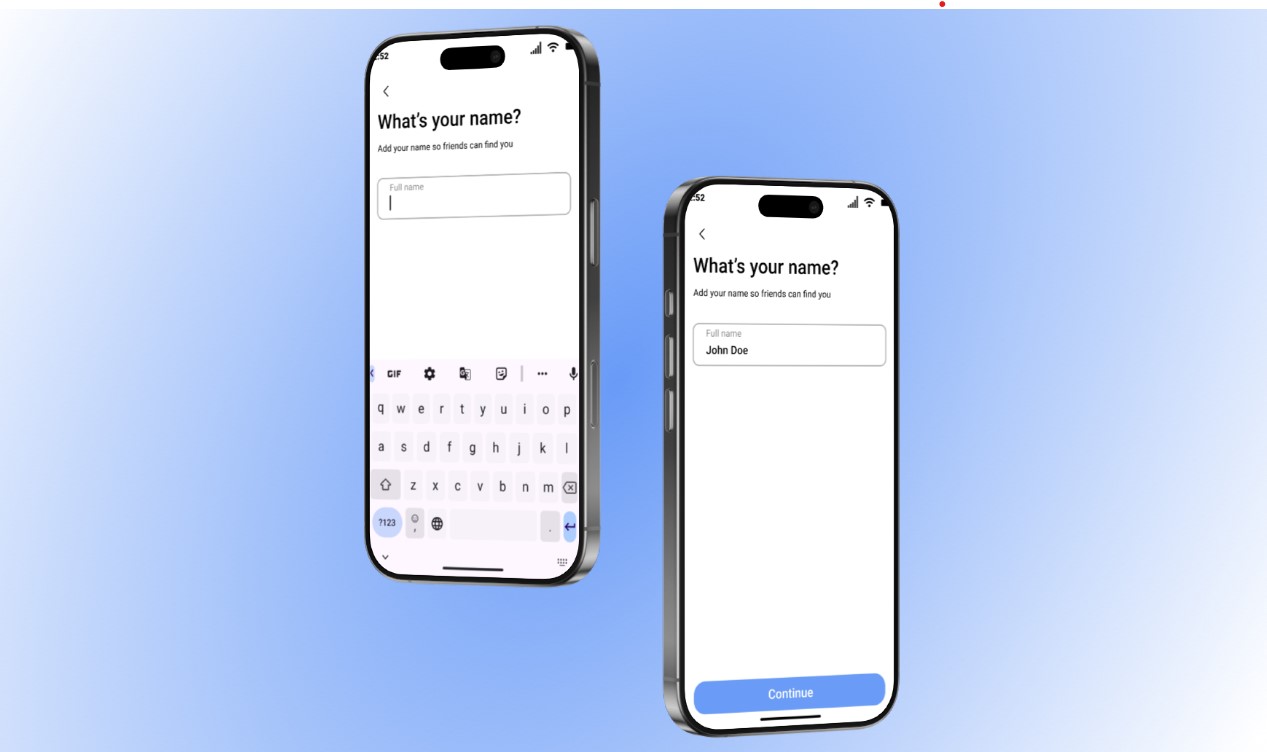 :52
What's your name?
Add your name so friends can find you
Full name
GIF
q w e r t y u i o p
a s d f g h j k l
z x c v b n m
?123 , .
:52
What's your name?
Add your name so friends can find you
Full name
John Doe
Continue